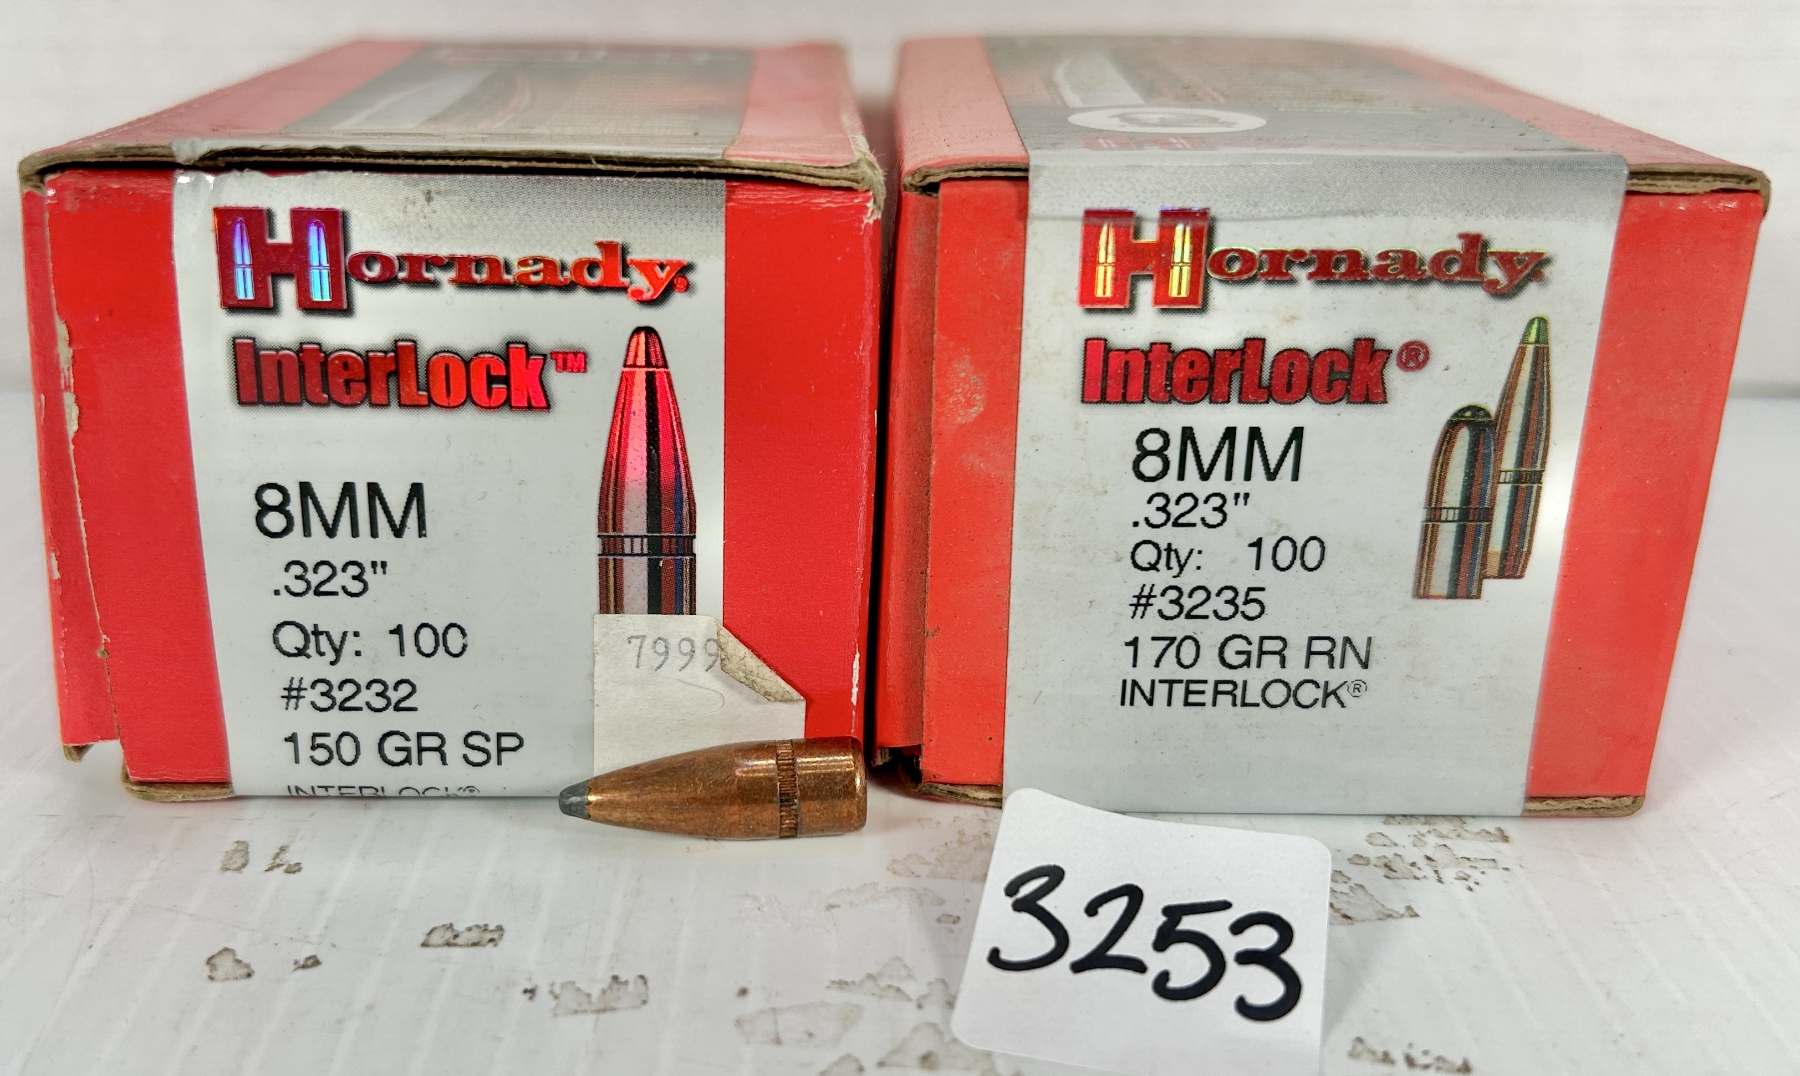 Hornady
InterLock™
8MM
.323"
Qty: 100
#3232
150 GR SP
INTERLOCK®
7999
Hornady
InterLock®
8MM
.323"
Qty: 100
#3235
170 GR RN
INTERLOCK®
3253